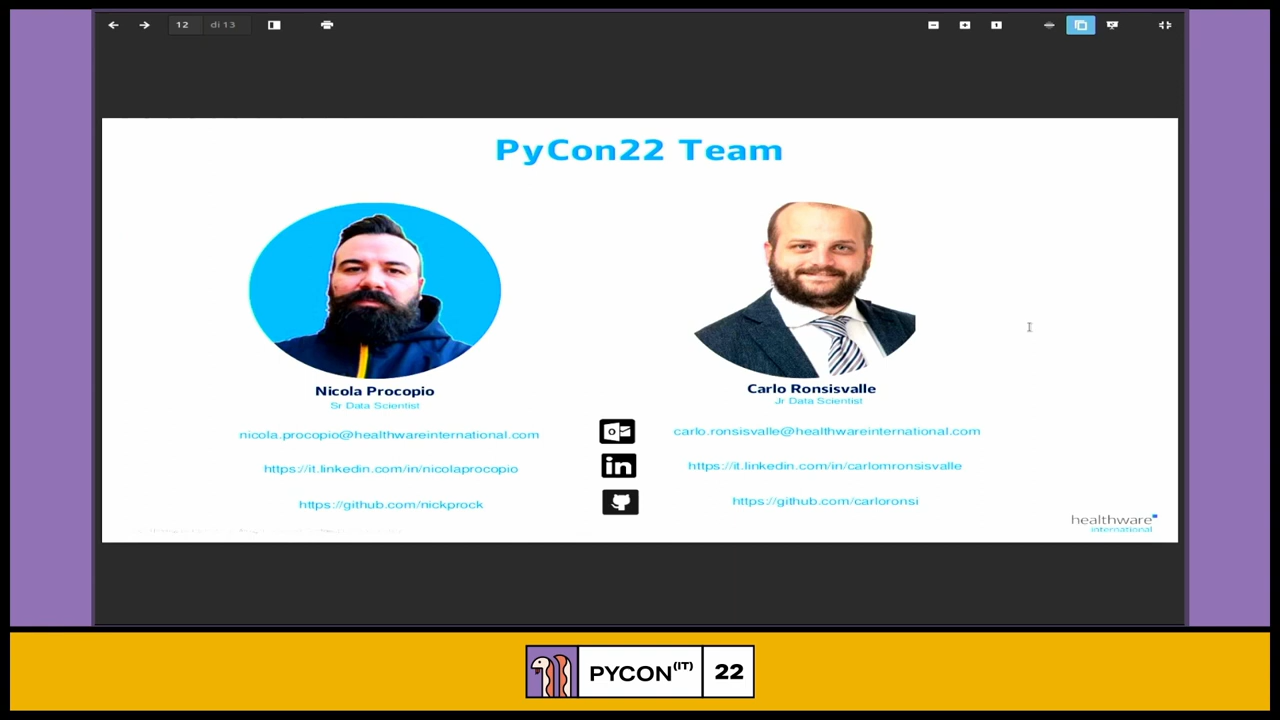 12 di 13
PyCon22 Team
Nicola Procopio
Sr Data Scientist
nicola.procopio@healthwareinternational.com
https://it.linkedin.com/in/nicolaprocopio
https://github.com/nickprock
Carlo Ronsisvalle
Jr Data Scientist
carlo.ronsisvalle@healthwareinternational.com
https://it.linkedin.com/in/carlomronsisvalle
https://github.com/carloronsi
in
healthware
international
PYCON(IT) 22